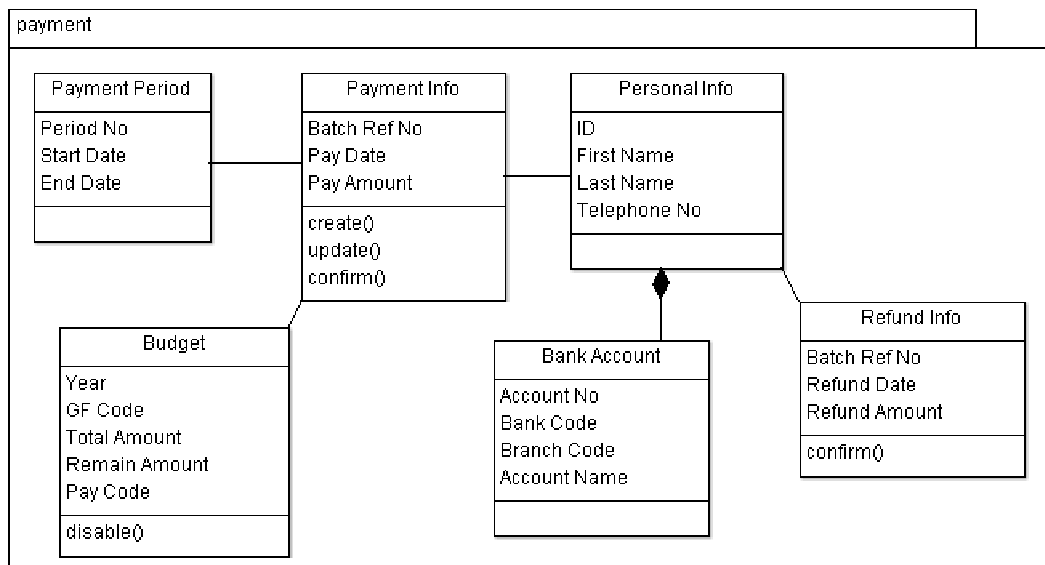 payment
Payment Period
Period No
Start Date
End Date
Payment Info
Batch Ref No
Pay Date
Pay Amount
create()
update()
confirm()
Personal Info
ID
First Name
Last Name
Telephone No
Budget
Year
GF Code
Total Amount
Remain Amount
Pay Code
disable()
Bank Account
Account No
Bank Code
Branch Code
Account Name
Refund Info
Batch Ref No
Refund Date
Refund Amount
confirm()